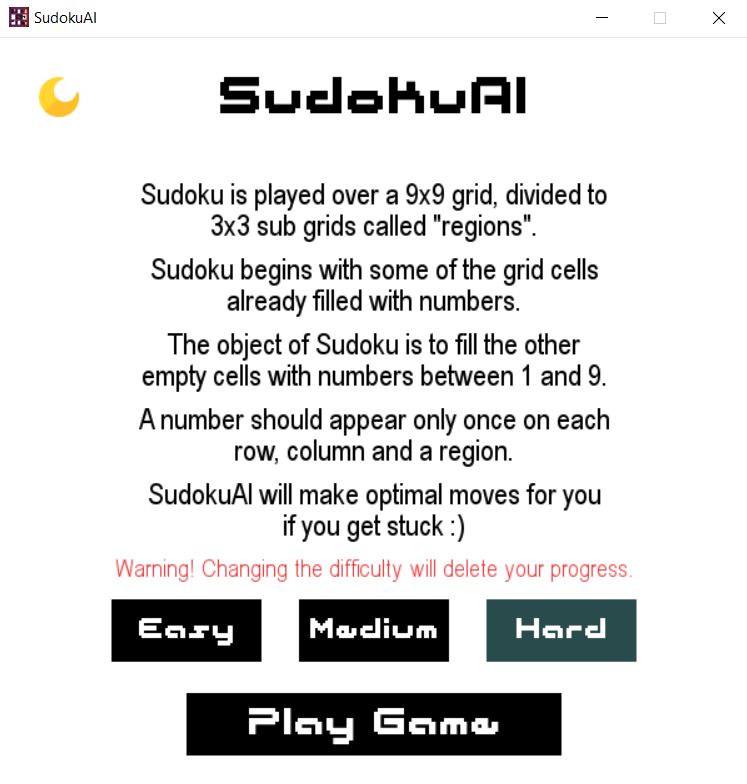 SudokuAI
SudokuAI
Sudoku is played over a 9x9 grid, divided to
3x3 sub grids called "regions".
Sudoku begins with some of the grid cells
already filled with numbers.
The object of Sudoku is to fill the other
empty cells with numbers between 1 and 9.
A number should appear only once on each
row, column and a region.
SudokuAI will make optimal moves for you
if you get stuck :)
Warning! Changing the difficulty will delete your progress.
Easy Medium Hard
Play Game